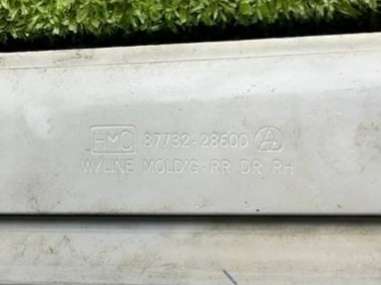 HMC 87732-28600 A
W/LINE MOLD'G-RR DR RH